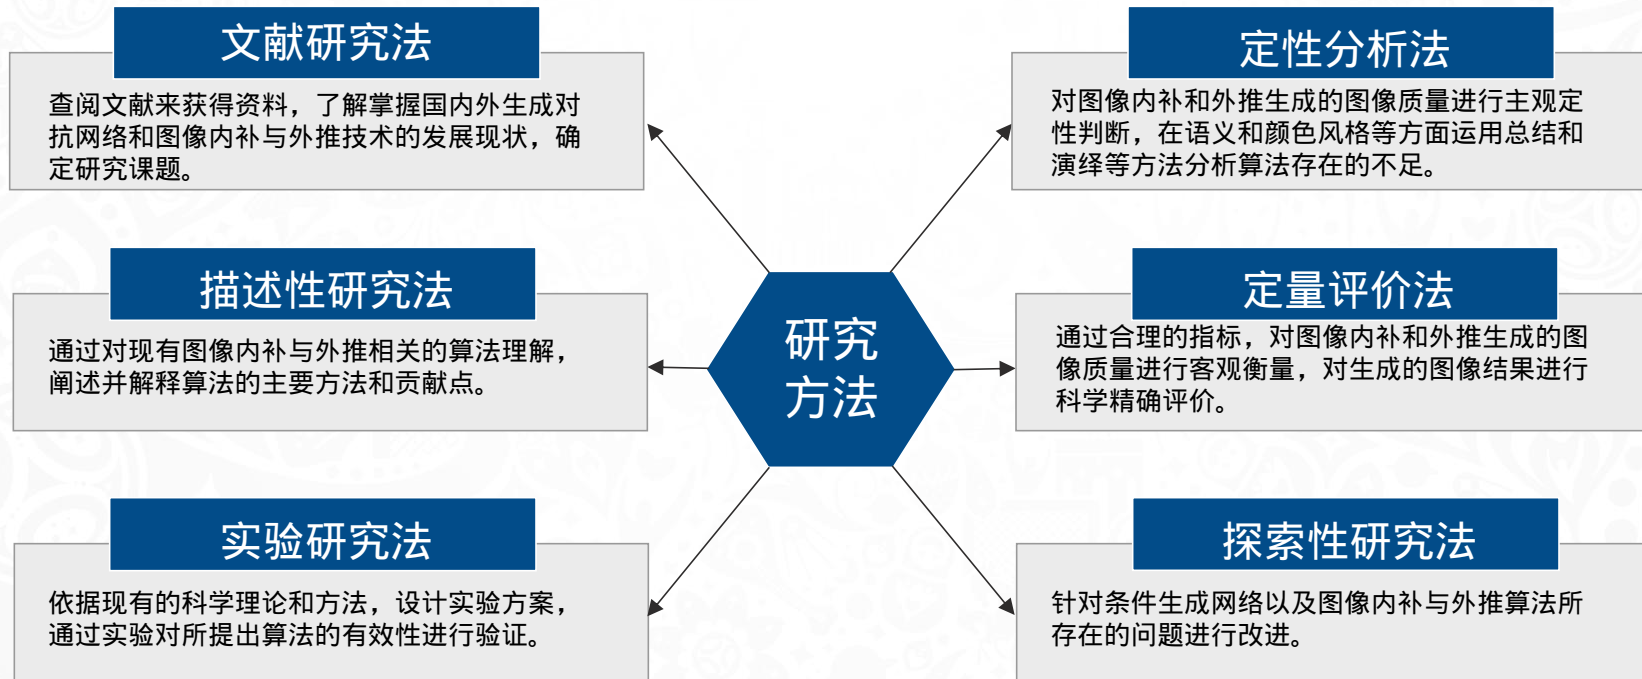 文献研究法
查阅文献来获得资料，了解掌握国内外生成对
抗网络和图像内补与外推技术的发展现状，确
定研究课题。
描述性研究法
通过对现有图像内补与外推相关的算法理解，
阐述并解释算法的主要方法和贡献点。
实验研究法
依据现有的科学理论和方法，设计实验方案，
通过实验对所提出算法的有效性进行验证。
研究
方法
定性分析法
对图像内补和外推生成的图像质量进行主观定
性判断，在语义和颜色风格等方面运用总结和
演绎等方法分析算法存在的不足。
定量评价法
通过合理的指标，对图像内补和外推生成的图
像质量进行客观衡量，对生成的图像结果进行
科学精确评价。
探索性研究法
针对条件生成网络以及图像内补与外推算法所
存在的问题进行改进。